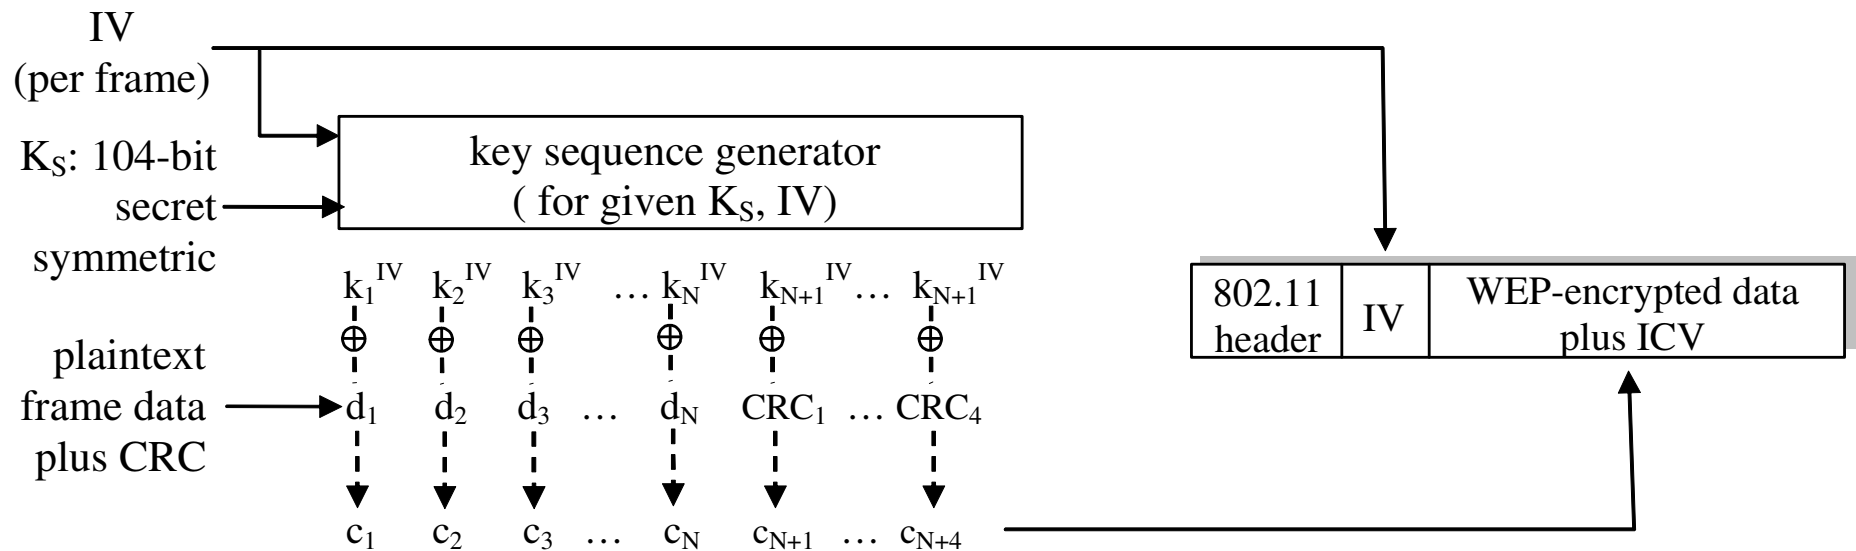 IV
(per frame)
K_S: 104-bit
secret
symmetric
key sequence generator
( for given K_S, IV)
k_1^IV k_2^IV k_3^IV … k_N^IV k_N+1^IV … k_N+1^IV
plaintext
frame data
plus CRC
d_1 d_2 d_3 … d_N CRC_1 … CRC_4
c_1 c_2 c_3 … c_N c_N+1 … c_N+4
802.11
header
IV
WEP-encrypted data
plus ICV